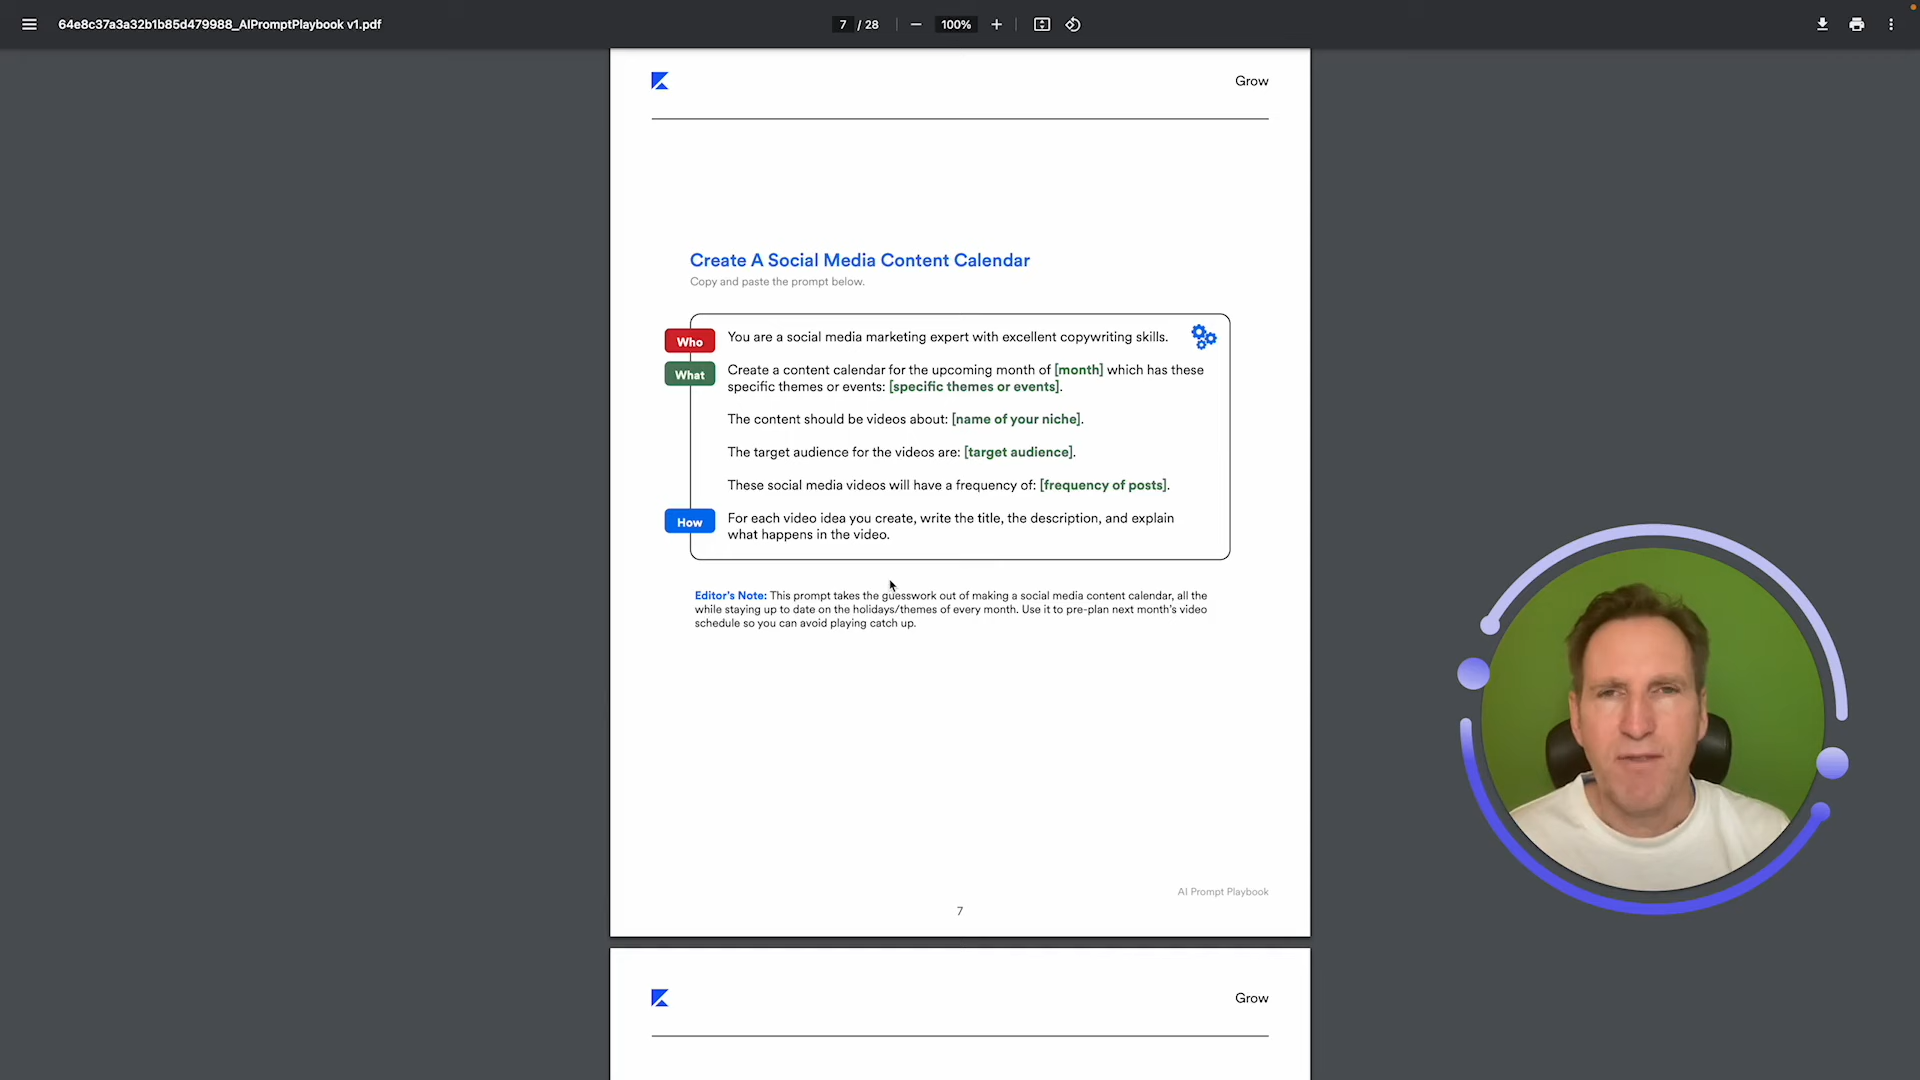 64e8c37a3a32b1b85d479988_AIPromptPlaybook v1.pdf
7 / 28
100%
Grow
Create A Social Media Content Calendar
Copy and paste the prompt below.
Who
You are a social media marketing expert with excellent copywriting skills.
What
Create a content calendar for the upcoming month of [month] which has these
specific themes or events: [specific themes or events].
The content should be videos about: [name of your niche].
The target audience for the videos are: [target audience].
These social media videos will have a frequency of: [frequency of posts].
How
For each video idea you create, write the title, the description, and explain
what happens in the video.
Editor's Note: This prompt takes the guesswork out of making a social media content calendar, all the
while staying up to date on the holidays/themes of every month. Use it to pre-plan next month's video
schedule so you can avoid playing catch up.
AI Prompt Playbook
7
Grow